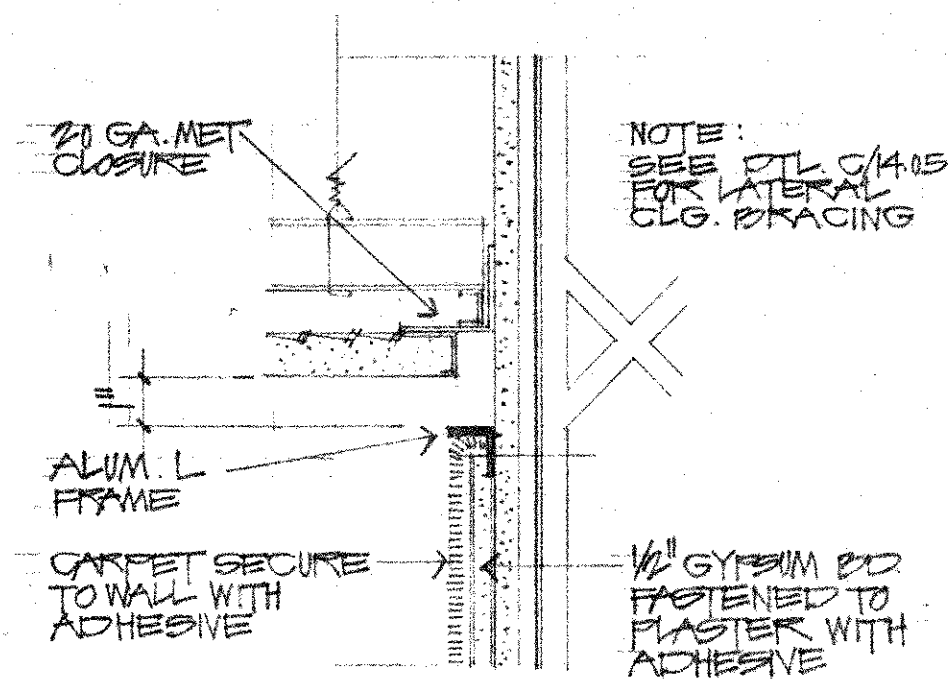 20 GA. MET
CLOSURE
NOTE:
SEE DTL. C/14.05
FOR LATERAL
CLG. BRACING
1"
ALUM. L
FRAME
CARPET SECURE
TO WALL WITH
ADHESIVE
1/2" GYPSUM BD
FASTENED TO
PLASTER WITH
ADHESIVE